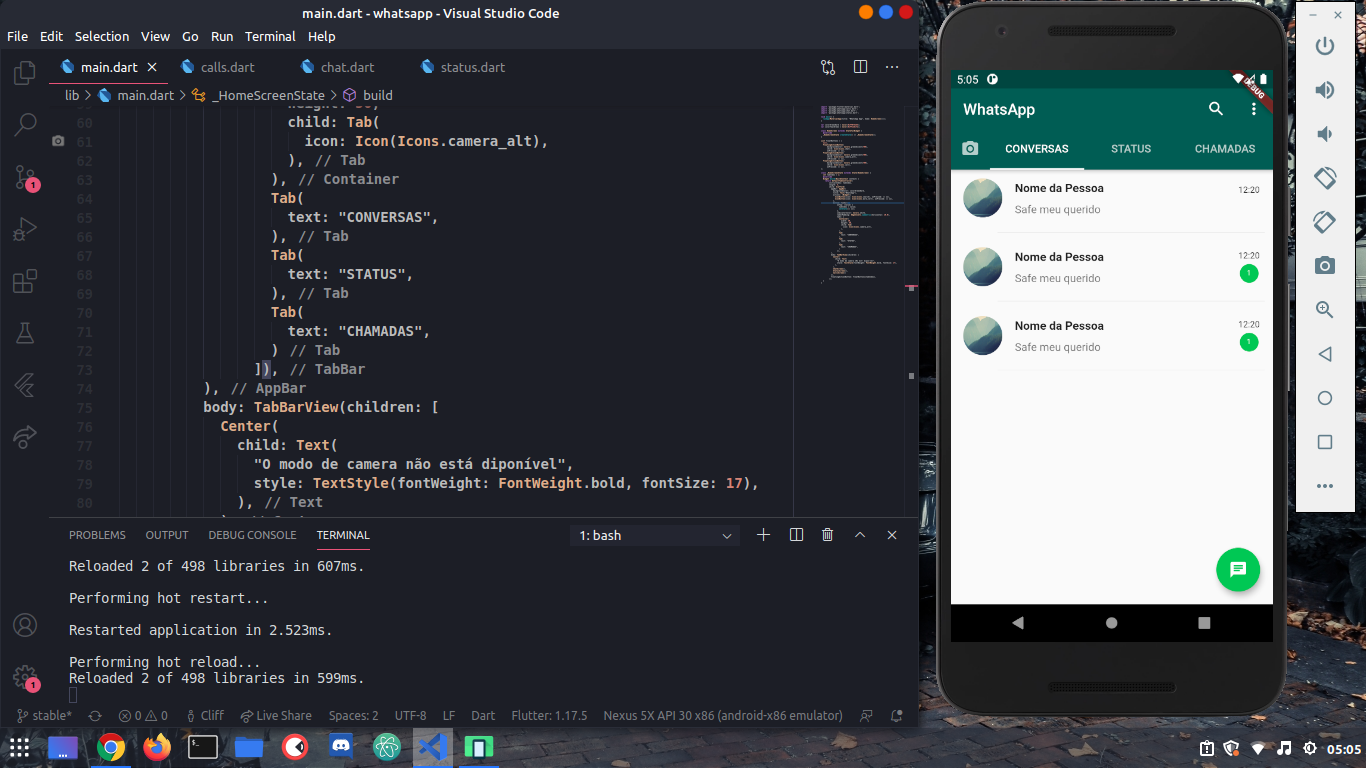 main.dart - whatsapp - Visual Studio Code
File Edit Selection View Go Run Terminal Help
main.dart calls.dart chat.dart status.dart
lib > main.dart > _HomeScreenState > build
60 child: Tab(
61 icon: Icon(Icons.camera_alt),
62 ), // Tab
63 ), // Container
64 Tab(
65 text: "CONVERSAS",
66 ), // Tab
67 Tab(
68 text: "STATUS",
69 ), // Tab
70 Tab(
71 text: "CHAMADAS",
72 ) // Tab
73 ]), // TabBar
74 ), // AppBar
75 body: TabBarView(children: [
76 Center(
77 child: Text(
78 "O modo de camera não está diponível",
79 style: TextStyle(fontWeight: FontWeight.bold, fontSize: 17),
80 ), // Text
1
1
PROBLEMS OUTPUT DEBUG CONSOLE TERMINAL 1: bash
Reloaded 2 of 498 libraries in 607ms.
Performing hot restart...
Restarted application in 2.523ms.
Performing hot reload...
Reloaded 2 of 498 libraries in 599ms.
stable* 0 0 Cliff Live Share Spaces: 2 UTF-8 LF Dart Flutter: 1.17.5 Nexus 5X API 30 x86 (android-x86 emulator)
5:05
DEBUG
WhatsApp
CONVERSAS STATUS CHAMADAS
Nome da Pessoa 12:20
Safe meu querido
Nome da Pessoa 12:20
Safe meu querido 1
Nome da Pessoa 12:20
Safe meu querido 1
05:05